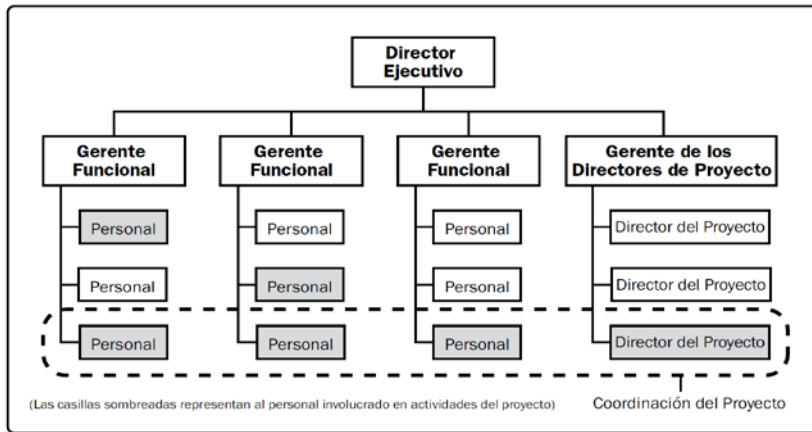 Director
Ejecutivo
Gerente
Funcional
Gerente
Funcional
Gerente
Funcional
Gerente de los
Directores de Proyecto
Personal
Personal
Personal
Director del Proyecto
Personal
Personal
Personal
Director del Proyecto
Personal
Personal
Personal
Director del Proyecto
(Las casillas sombreadas representan al personal involucrado en actividades del proyecto)
Coordinación del Proyecto